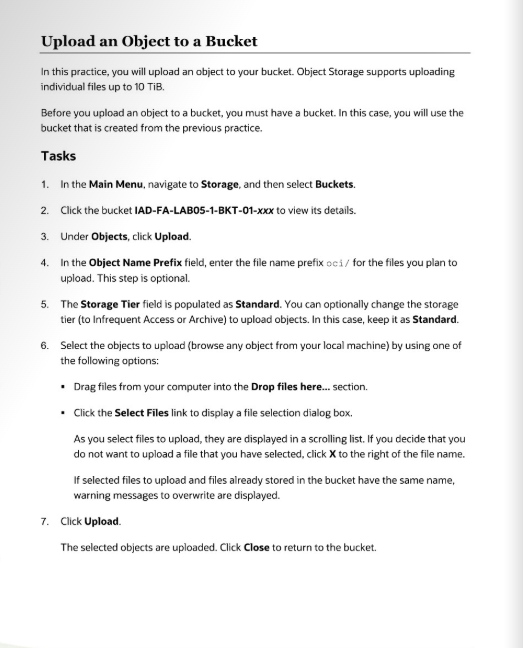 Upload an Object to a Bucket
In this practice, you will upload an object to your bucket. Object Storage supports uploading
individual files up to 10 TiB.
Before you upload an object to a bucket, you must have a bucket. In this case, you will use the
bucket that is created from the previous practice.
Tasks
1. In the Main Menu, navigate to Storage, and then select Buckets.
2. Click the bucket IAD-FA-LAB05-1-BKT-01-xxx to view its details.
3. Under Objects, click Upload.
4. In the Object Name Prefix field, enter the file name prefix oci/ for the files you plan to
upload. This step is optional.
5. The Storage Tier field is populated as Standard. You can optionally change the storage
tier (to Infrequent Access or Archive) to upload objects. In this case, keep it as Standard.
6. Select the objects to upload (browse any object from your local machine) by using one of
the following options:
▪ Drag files from your computer into the Drop files here... section.
▪ Click the Select Files link to display a file selection dialog box.
As you select files to upload, they are displayed in a scrolling list. If you decide that you
do not want to upload a file that you have selected, click X to the right of the file name.
If selected files to upload and files already stored in the bucket have the same name,
warning messages to overwrite are displayed.
7. Click Upload.
The selected objects are uploaded. Click Close to return to the bucket.